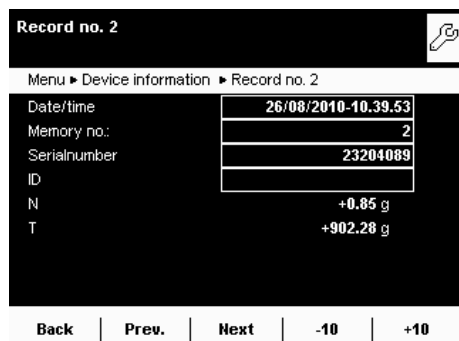 Record no. 2
Menu ▸ Device information ▸ Record no. 2
Date/time 26/08/2010-10.39.53
Memory no.: 2
Serialnumber 23204089
ID
N +0.85 g
T +902.28 g
Back Prev. Next -10 +10